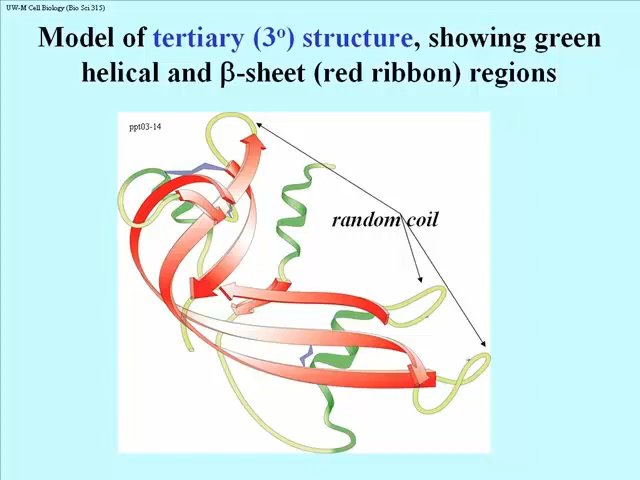 UW-M Cell Biology (Bio Sci 315)
Model of tertiary (3º) structure, showing green
helical and β-sheet (red ribbon) regions
ppt03-14
random coil